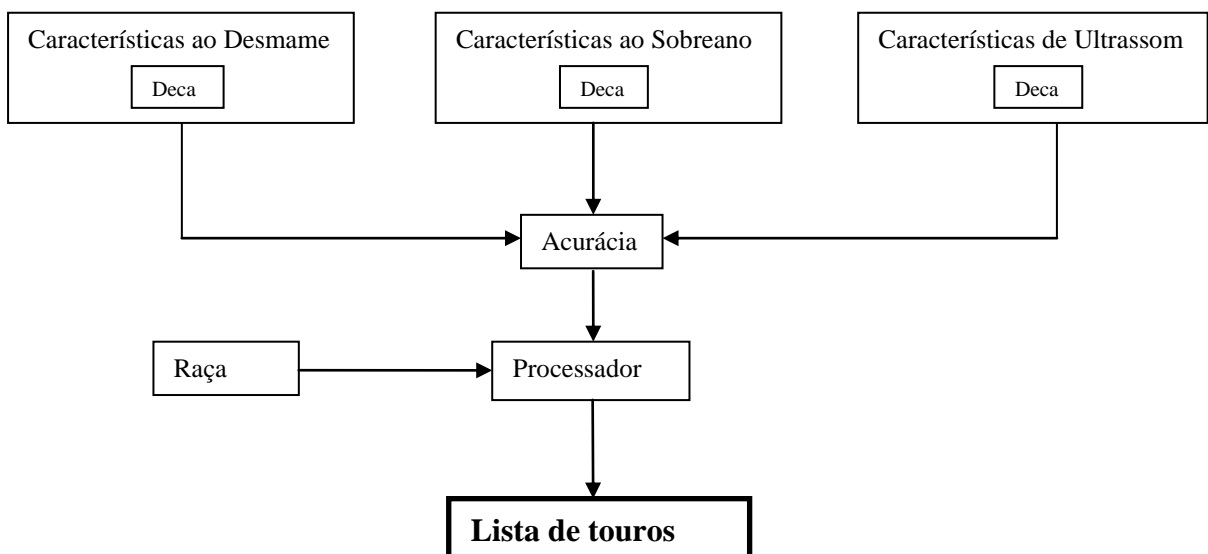 Características ao Desmame
Deca
Características ao Sobreano
Deca
Características de Ultrassom
Deca
Acurácia
Raça
Processador
Lista de touros